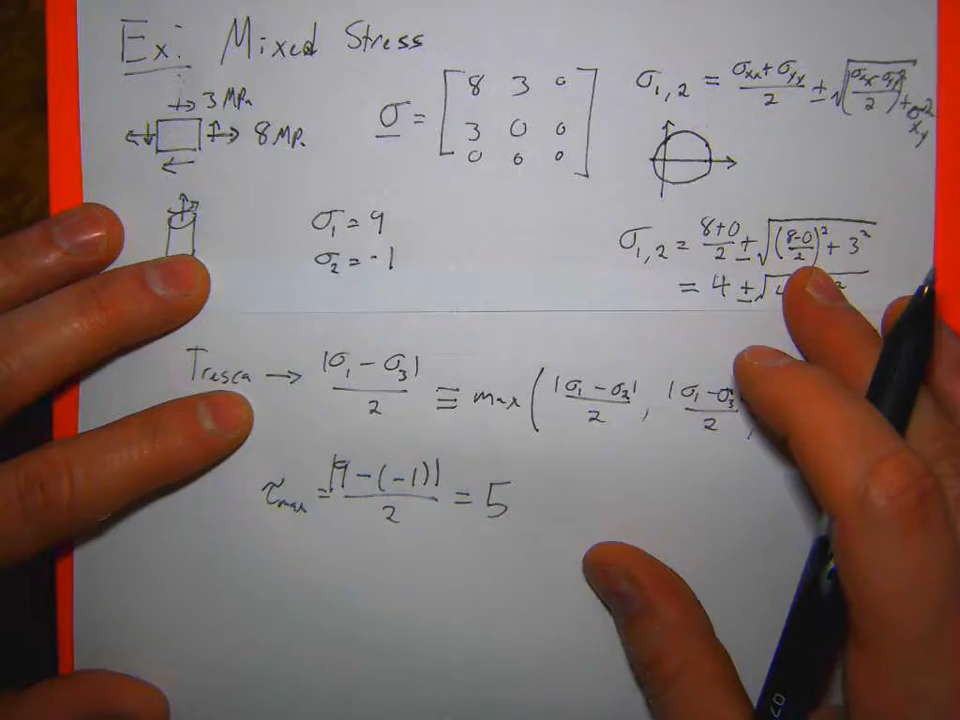 Ex: Mixed Stress
3 MPa
8 MPa
σ = [8 3 0
3 0 0
0 0 0]
σ1,2 = (σxx + σyy)/2 ± √(((σxx - σyy)/2)² + σxy²)
σ1 = 9
σ2 = -1
σ1,2 = (8+0)/2 ± √(((8-0)/2)² + 3²)
= 4 ± √
Tresca → |σ1 - σ3|/2 ≡ max( |σ1 - σ2|/2 , |σ1 - σ3|/2 ,
τmax = |9 - (-1)|/2 = 5
07